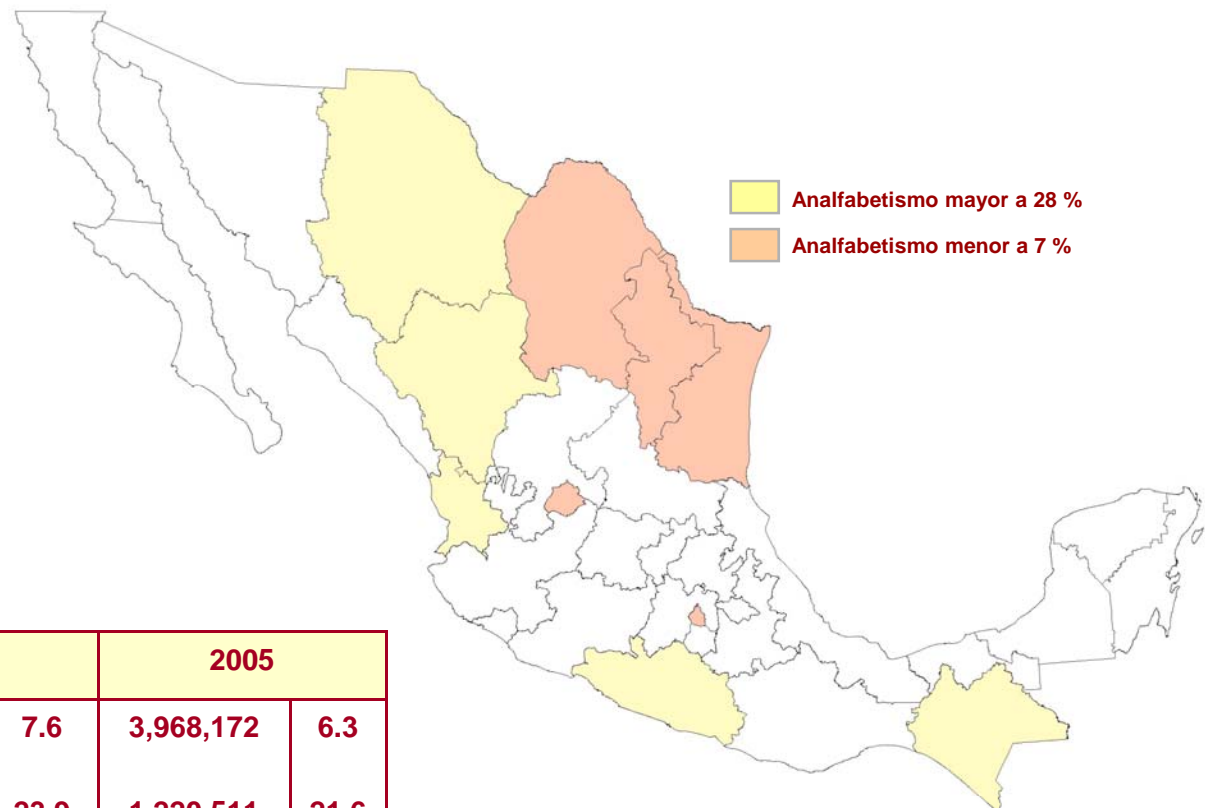 Analfabetismo mayor a 28 %
Analfabetismo menor a 7 %
2005
7.6 3,968,172 6.3